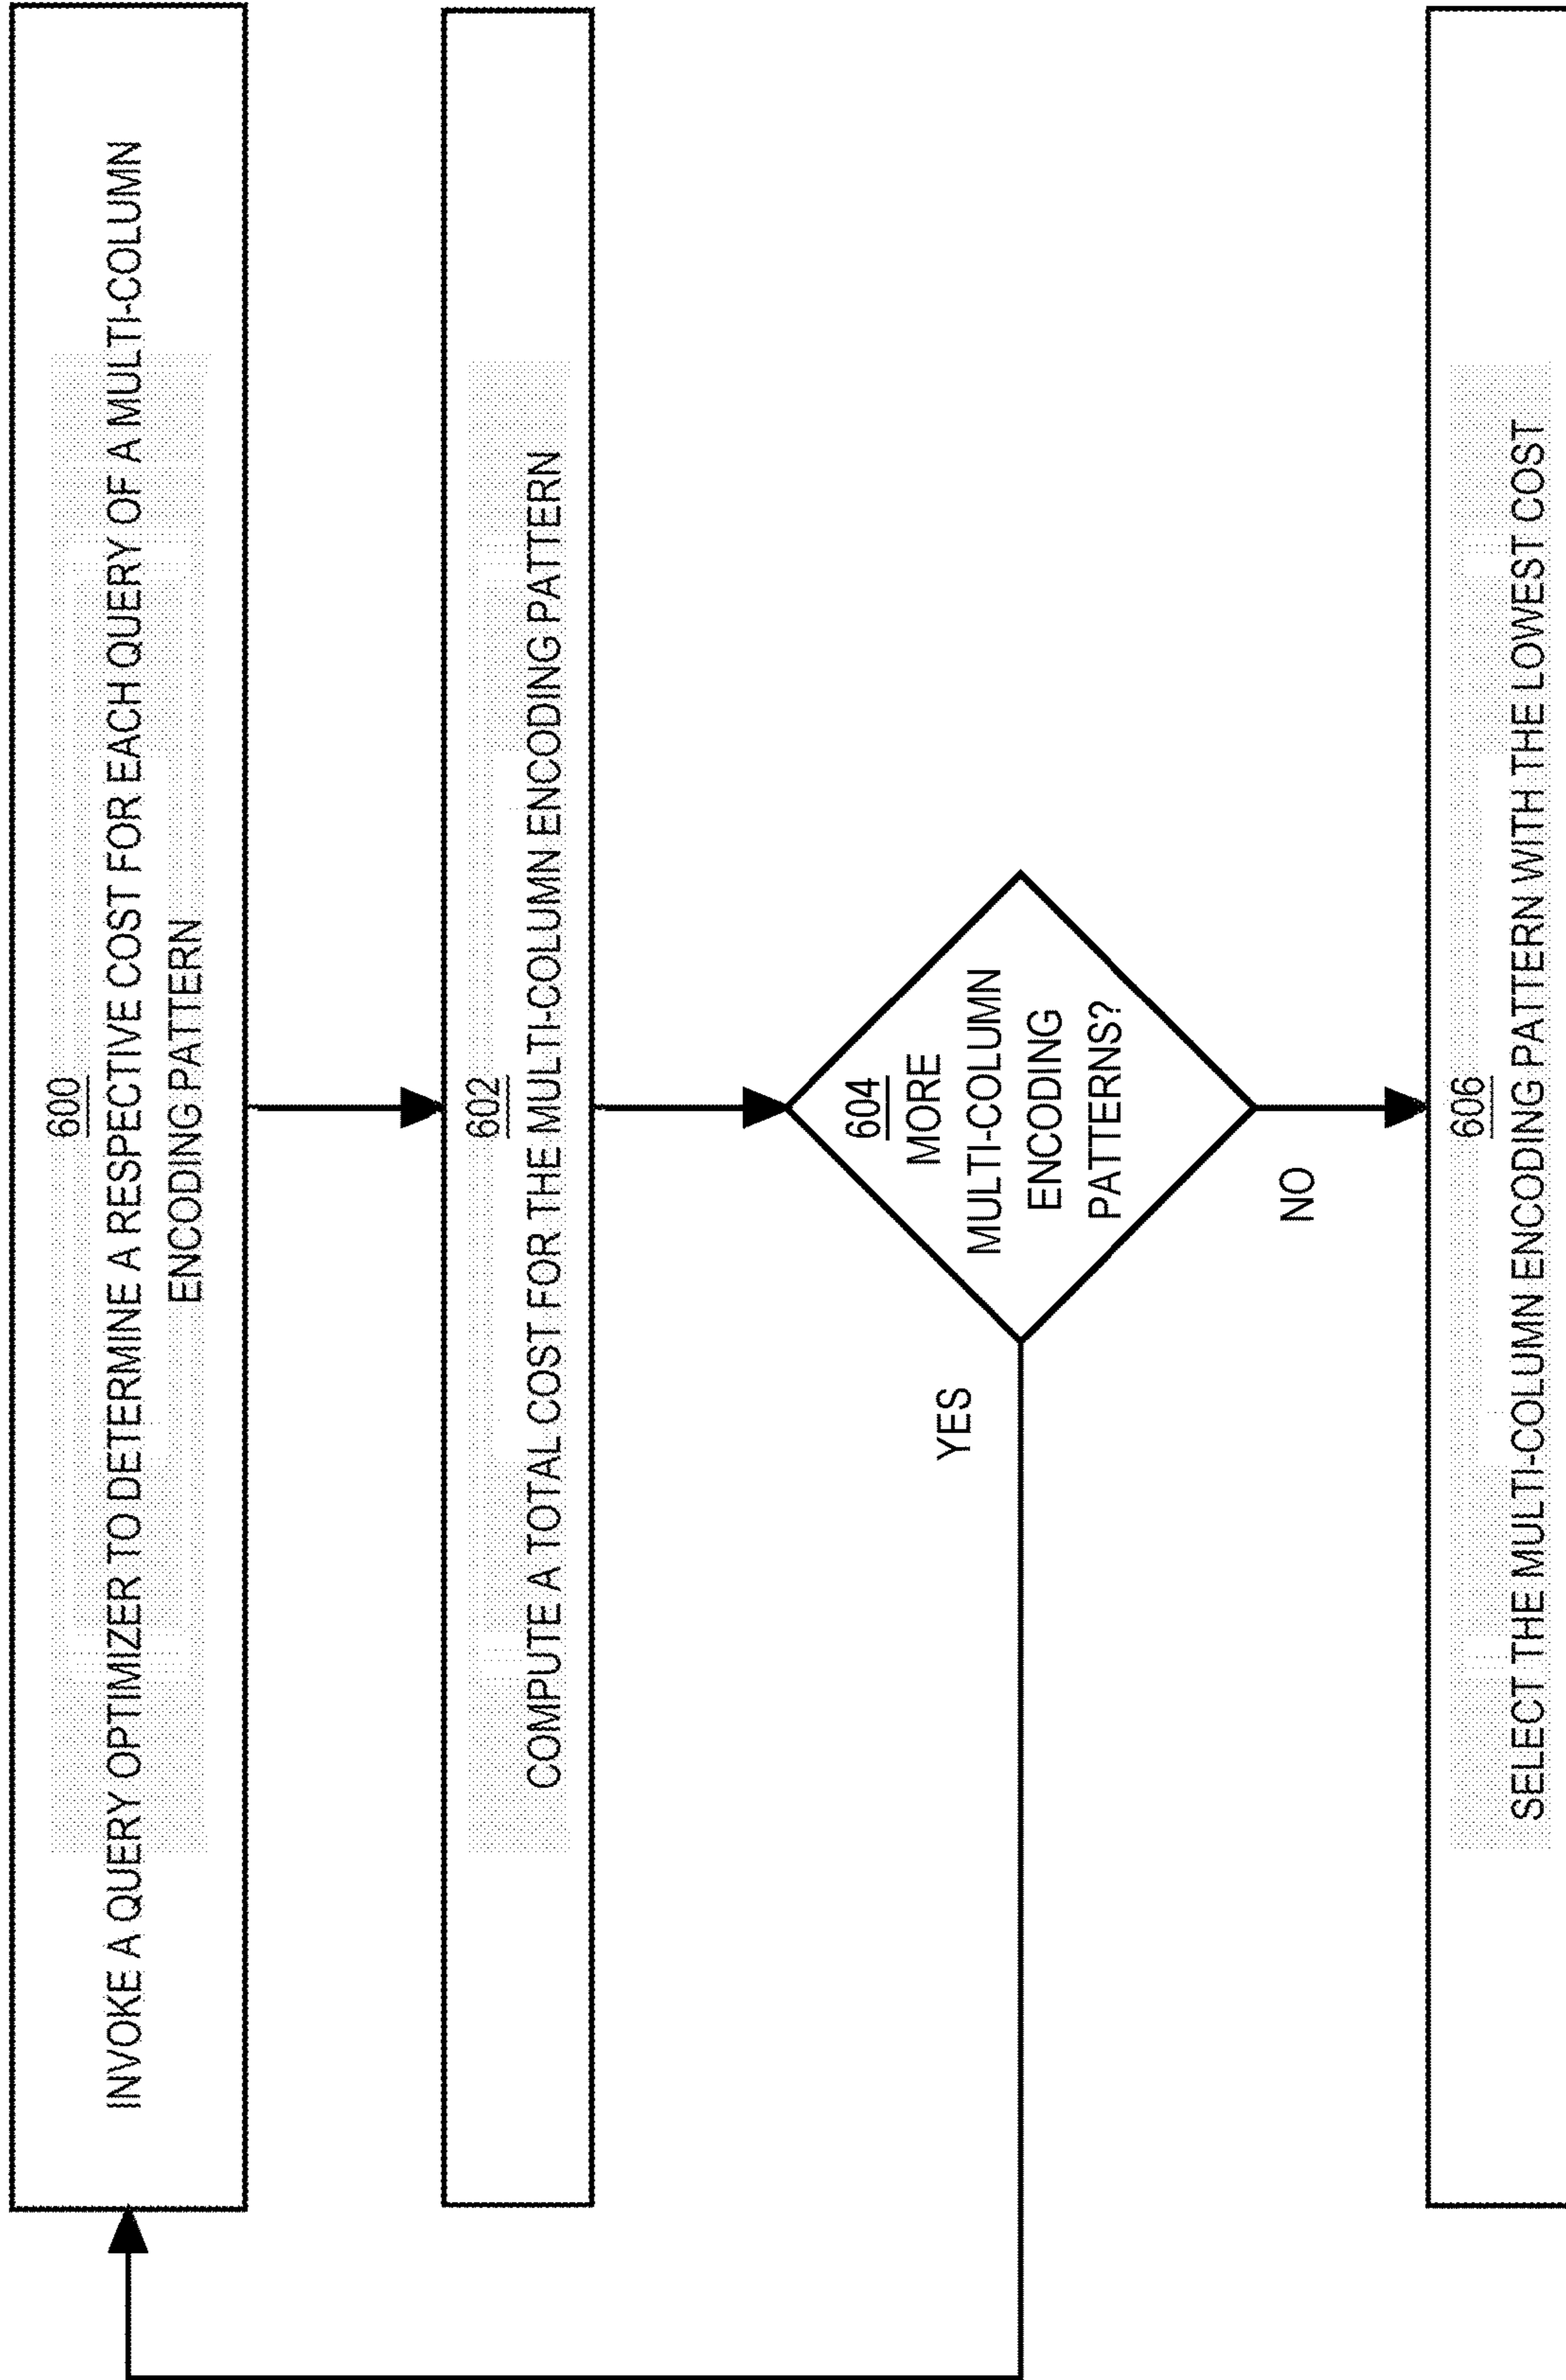 600
INVOKE A QUERY OPTIMIZER TO DETERMINE A RESPECTIVE COST FOR EACH QUERY OF A MULTI-COLUMN
ENCODING PATTERN
602
COMPUTE A TOTAL COST FOR THE MULTI-COLUMN ENCODING PATTERN
604
MORE
MULTI-COLUMN
ENCODING
PATTERNS?
YES
NO
606
SELECT THE MULTI-COLUMN ENCODING PATTERN WITH THE LOWEST COST